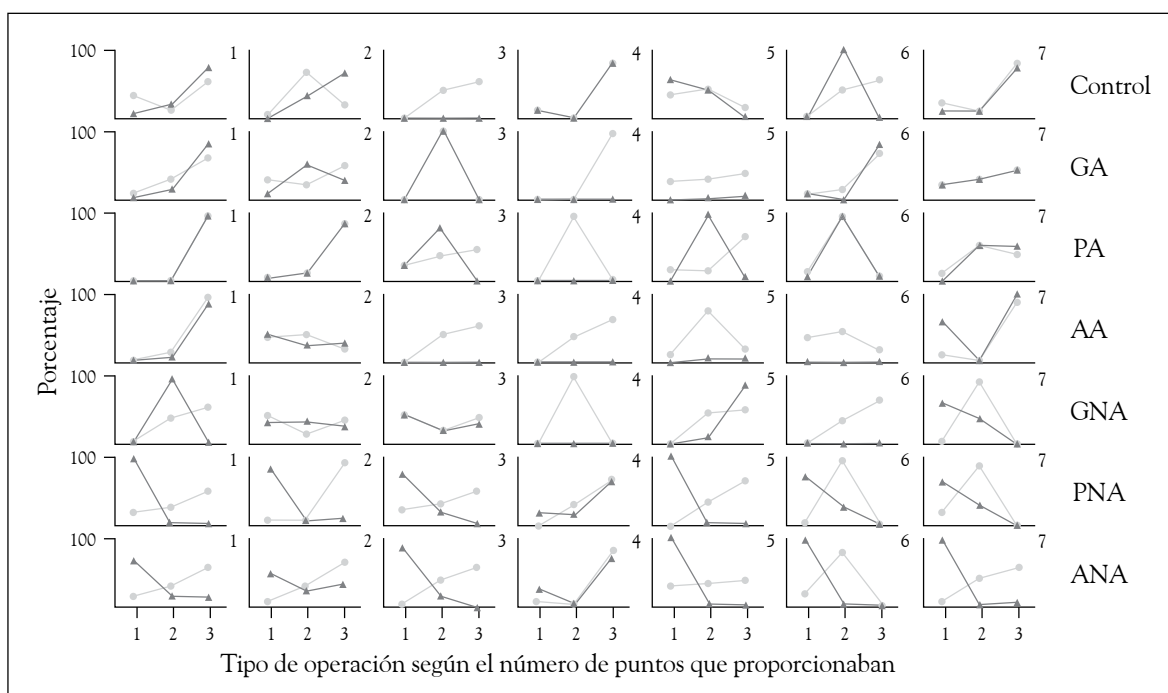 100 1 2 3 4 5 6 7 Control
100 1 2 3 4 5 6 7 GA
100 1 2 3 4 5 6 7 PA
100 1 2 3 4 5 6 7 AA
100 1 2 3 4 5 6 7 GNA
100 1 2 3 4 5 6 7 PNA
100 1 2 3 4 5 6 7 ANA
Porcentaje
1 2 3 1 2 3 1 2 3 1 2 3 1 2 3 1 2 3 1 2 3
Tipo de operación según el número de puntos que proporcionaban